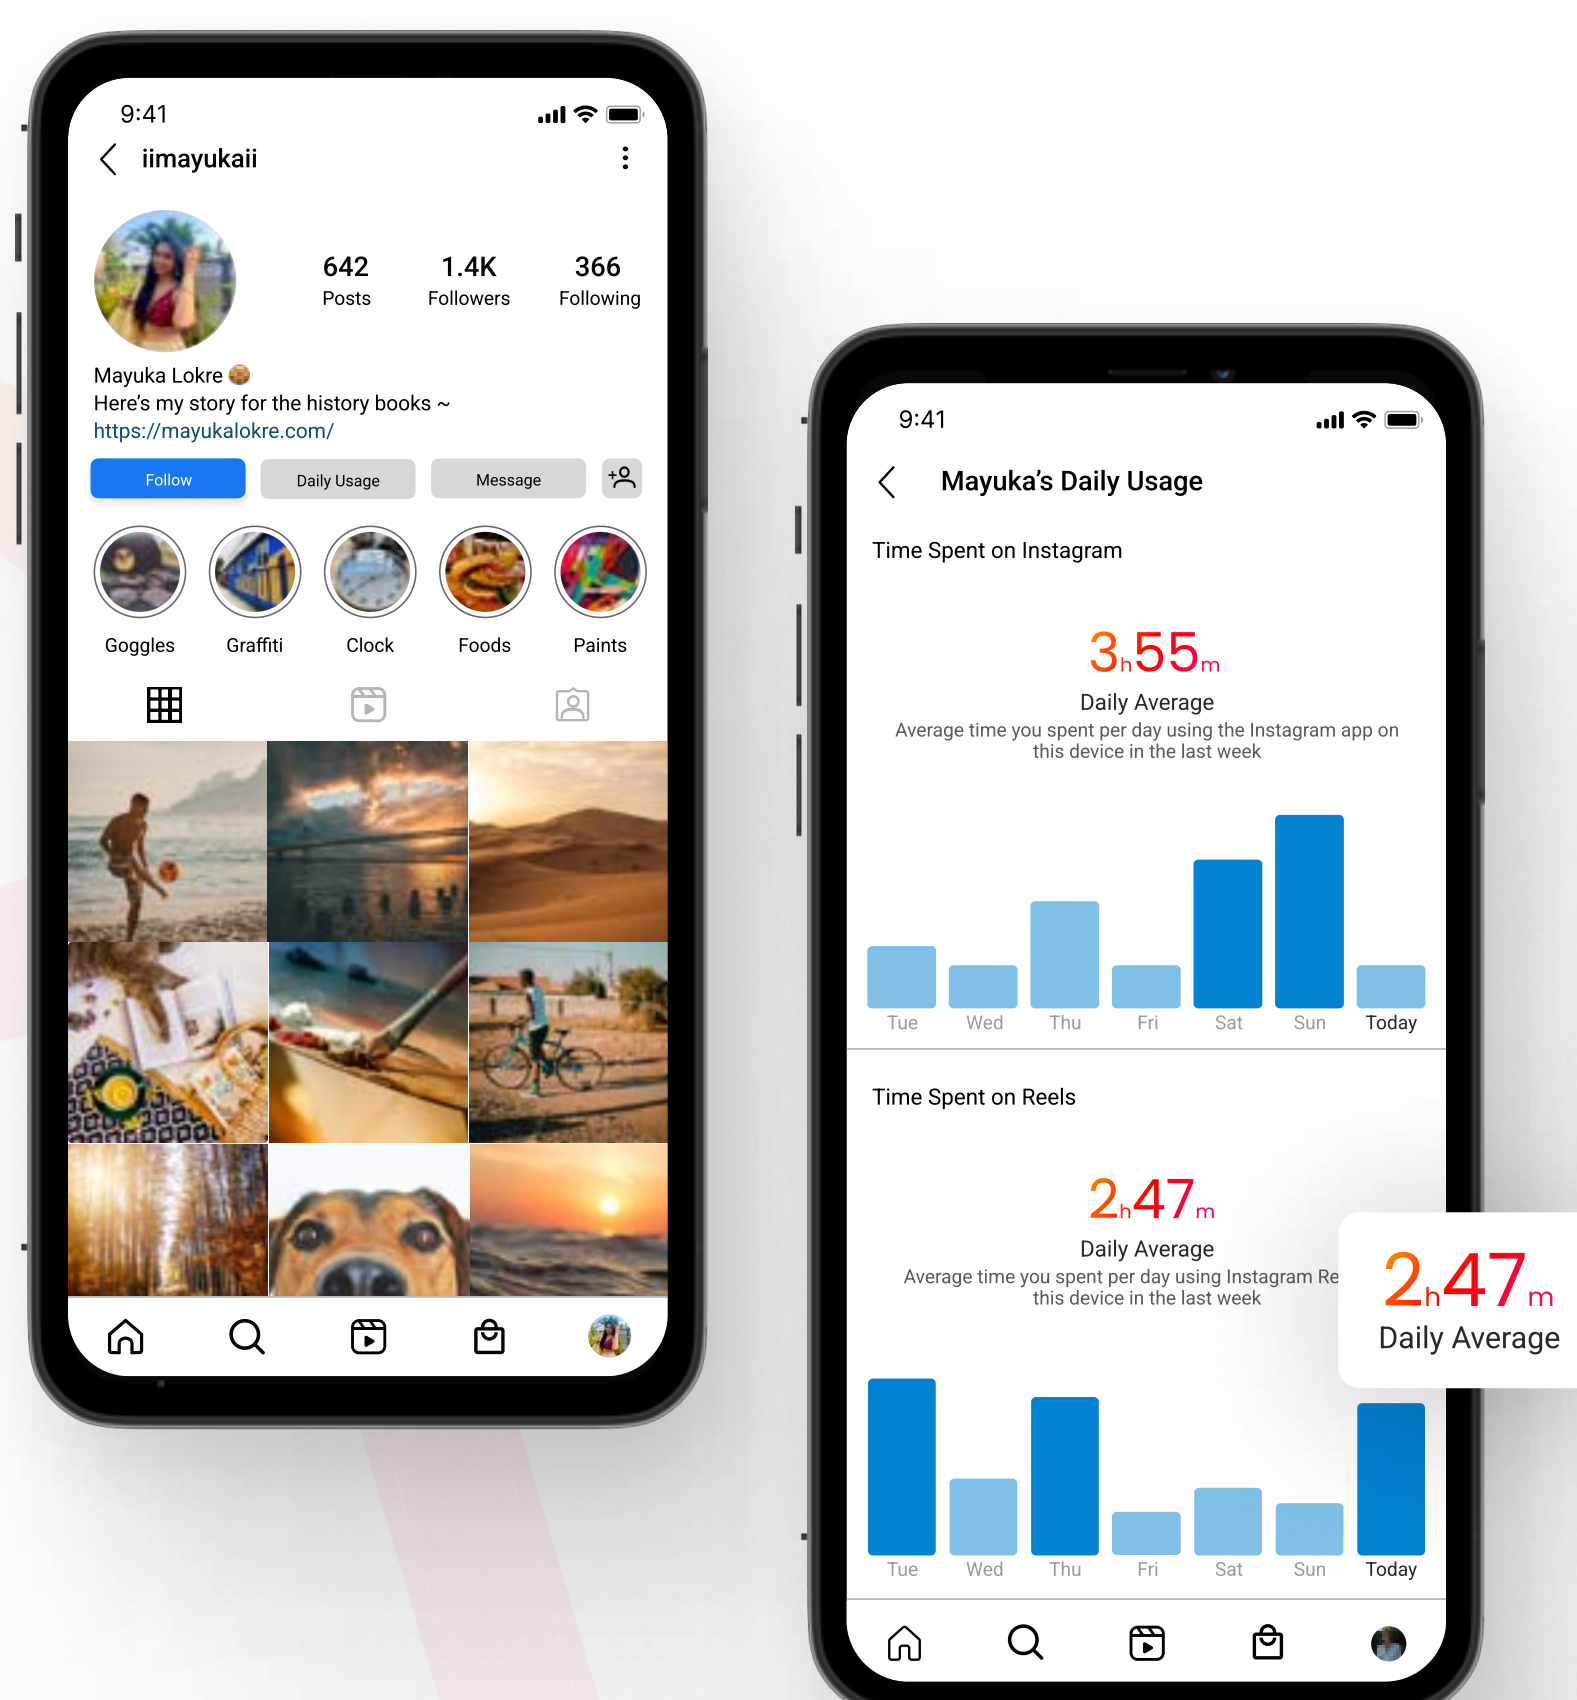 9:41
iimayukaii
642
1.4K
366
Posts
Followers
Following
Mayuka Lokre
Here's my story for the history books ~
https://mayukalokre.com/
Follow
Daily Usage
Message
Goggles
Graffiti
Clock
Foods
Paints
9:41
Mayuka's Daily Usage
Time Spent on Instagram
3h55m
Daily Average
Average time you spent per day using the Instagram app on
this device in the last week
Tue Wed Thu Fri Sat Sun Today
Time Spent on Reels
2h47m
Daily Average
Average time you spent per day using Instagram Re
this device in the last week
2h47m
Daily Average
Tue Wed Thu Fri Sat Sun Today